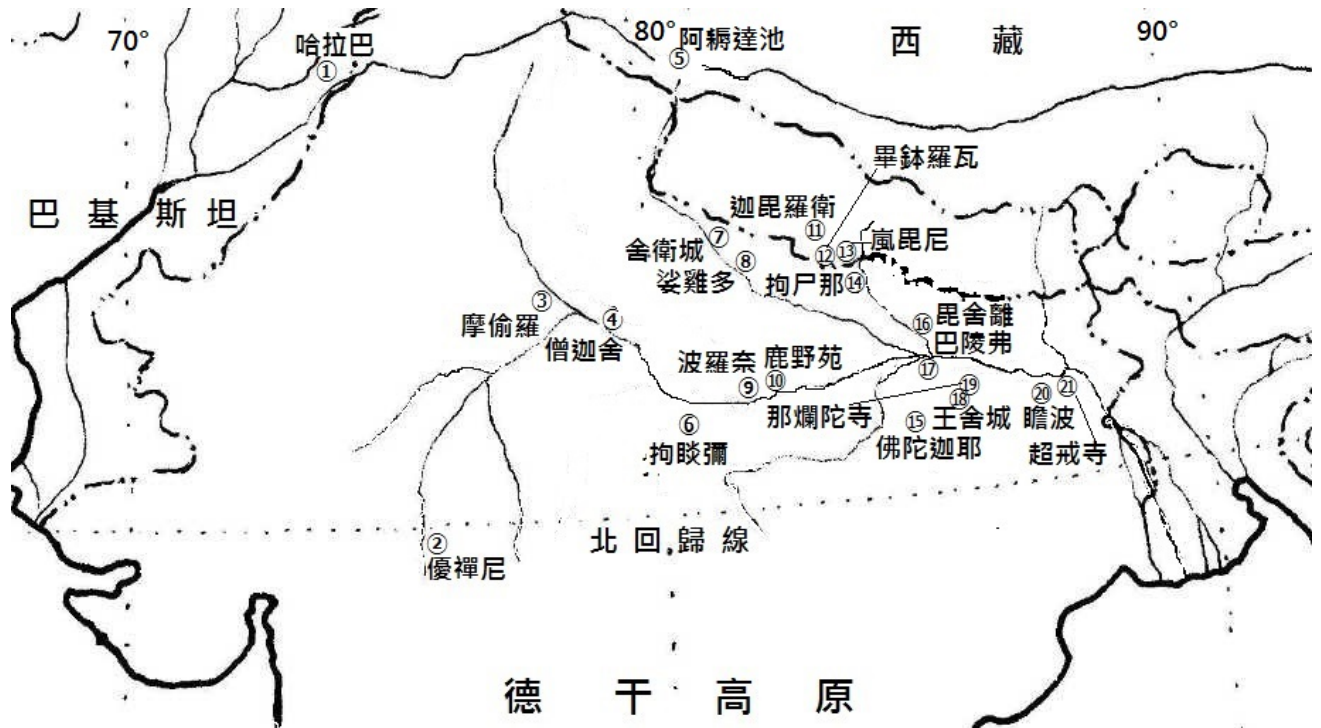 70°
80°
90°
哈拉巴
①
阿耨達池
⑤
西藏
畢鉢羅瓦
巴基斯坦
迦毘羅衛
⑪
嵐毘尼
⑦
舍衛城
⑧
娑雞多
⑫
⑬
拘尸那
⑭
③
摩偷羅
④
僧迦舍
⑯
毘舍離
巴陵弗
⑰
波羅奈
鹿野苑
⑨
⑩
⑲
⑱
⑳
㉑
那爛陀寺
王舍城
瞻波
⑥
⑮
拘睒彌
佛陀迦耶
超戒寺
北回歸線
②
優禪尼
德干高原